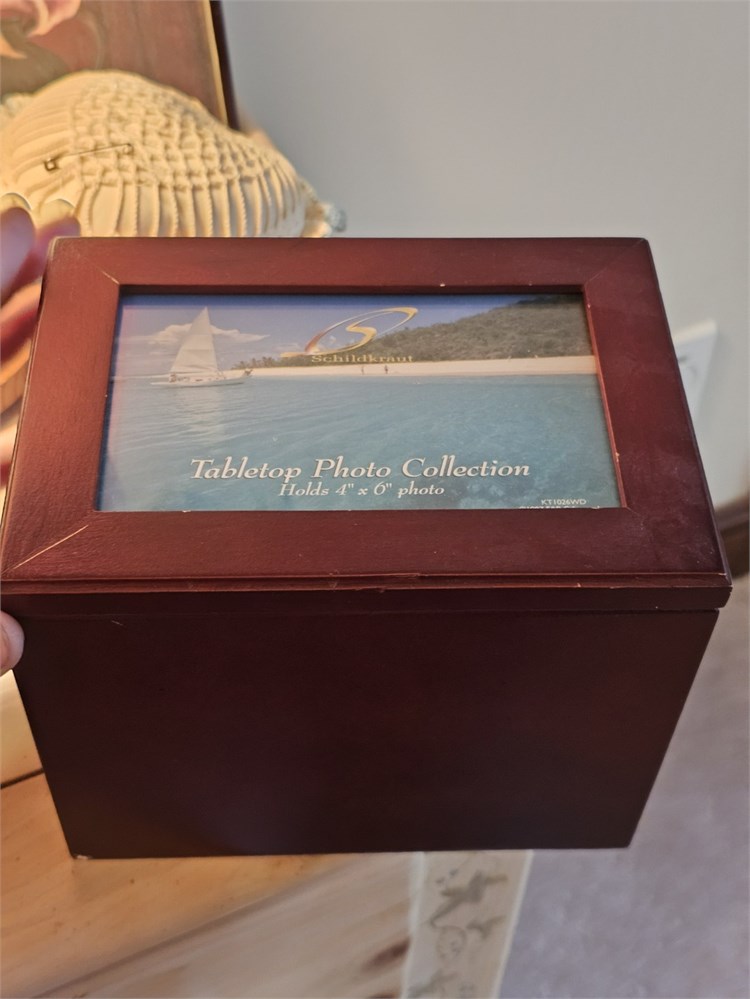 Schildkraut
Tabletop Photo Collection
Holds 4" x 6" photo
KT1026WD